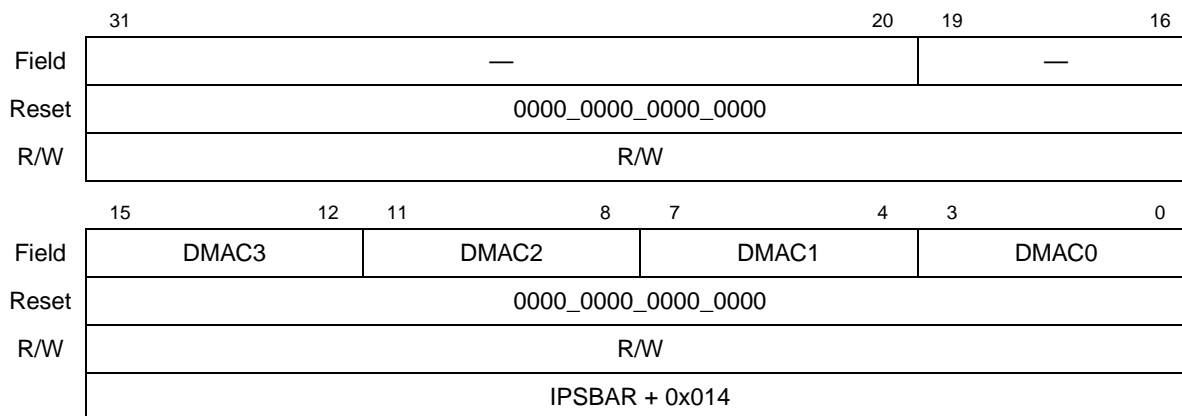 31 20 19 16
Field — —
Reset 0000_0000_0000_0000
R/W R/W
15 12 11 8 7 4 3 0
Field DMAC3 DMAC2 DMAC1 DMAC0
Reset 0000_0000_0000_0000
R/W R/W
IPSBAR + 0x014